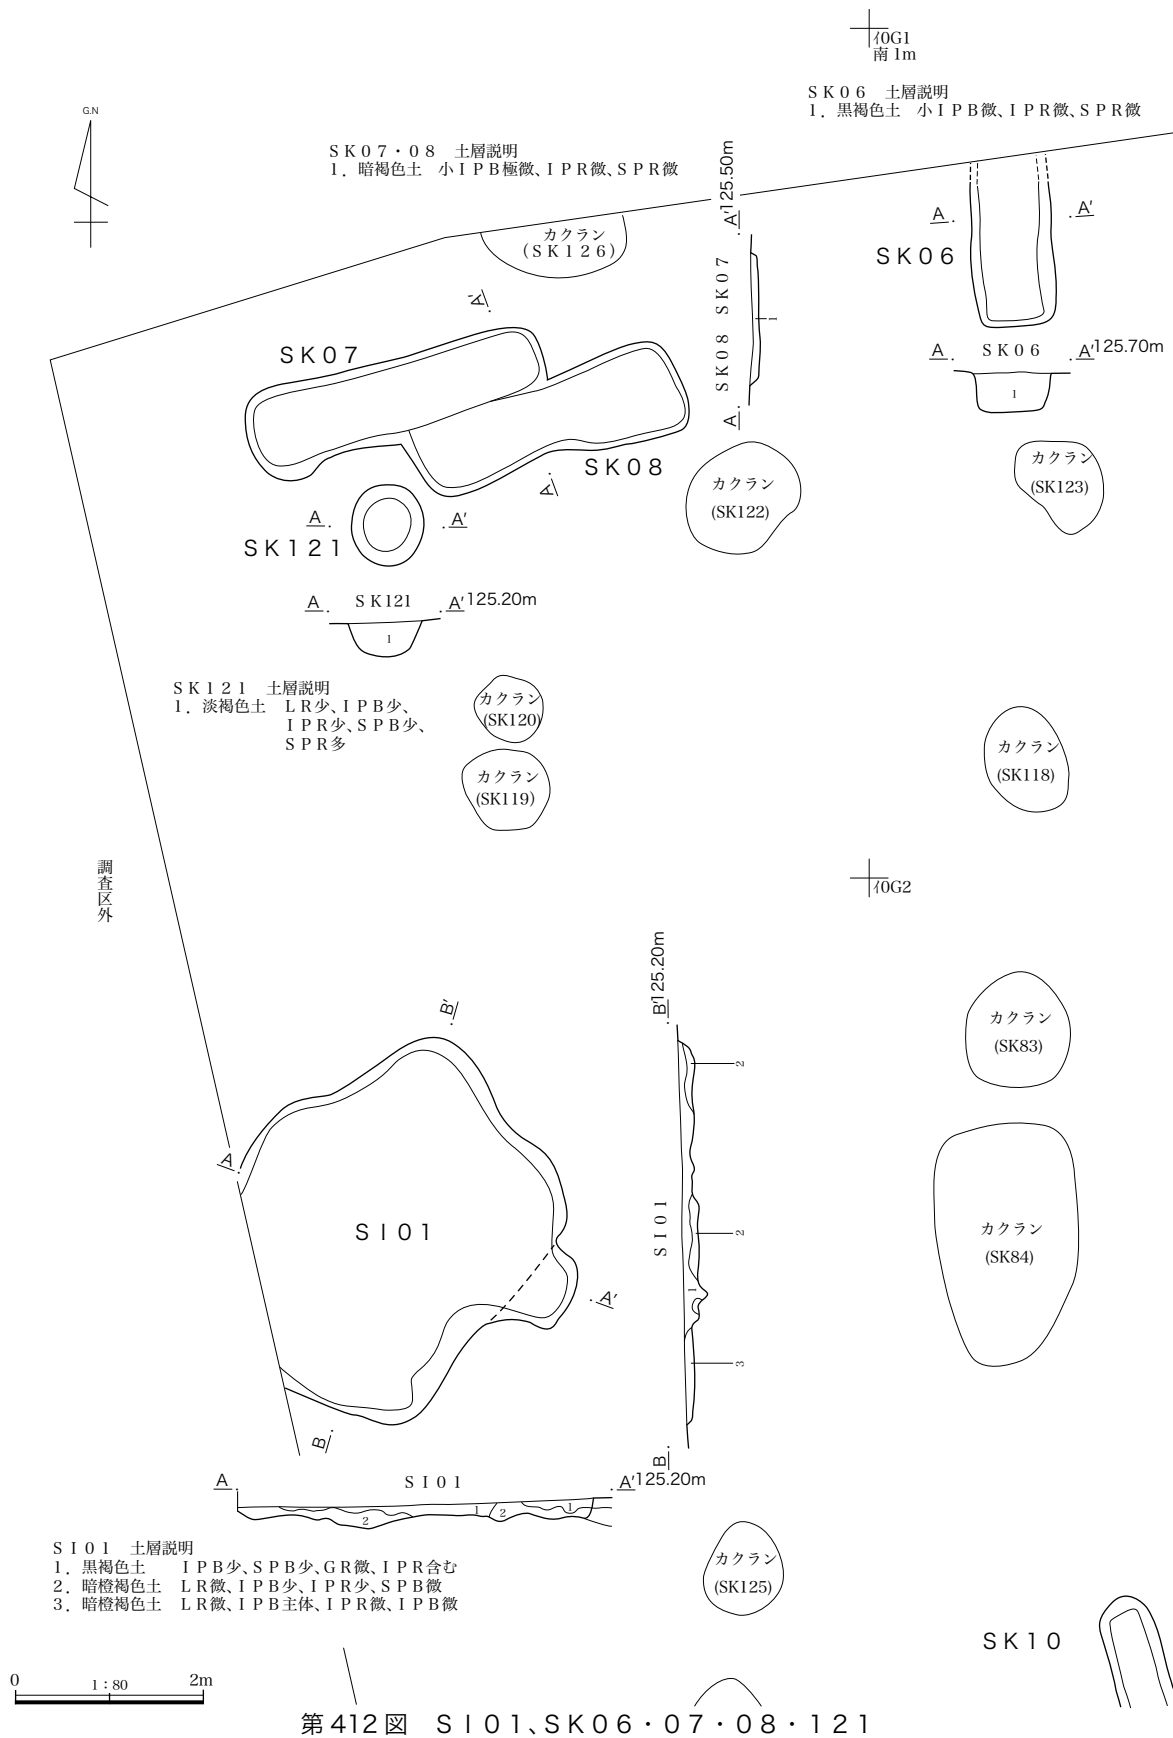 イ0G1
南1m
SK06 土層説明
1．黒褐色土 小IPB微、IPR微、SPR微
G.N
SK07・08 土層説明
1．暗褐色土 小IPB極微、IPR微、SPR微
カクラン
(SK126)
A'125.50m
SK08 SK07
1
A
A
A'
SK06
A
SK06
A'125.70m
1
A'
SK07
SK08
A
カクラン
(SK122)
カクラン
(SK123)
A
A'
SK121
A
SK121
A'125.20m
1
SK121 土層説明
1．淡褐色土 LR少、IPB少、
IPR少、SPB少、
SPR多
カクラン
(SK120)
カクラン
(SK119)
カクラン
(SK118)
調査区外
イ0G2
B'125.20m
2
SI01
2
1
3
B
カクラン
(SK83)
カクラン
(SK84)
B'
A
SI01
A'
B
A
SI01
A'125.20m
2
1
2
1
SI01 土層説明
1．黒褐色土 IPB少、SPB少、GR微、IPR含む
2．暗橙褐色土 LR微、IPB少、IPR少、SPB微
3．暗橙褐色土 LR微、IPB主体、IPR微、IPB微
カクラン
(SK125)
SK10
0
1：80
2m
第412図 SI01、SK06・07・08・121